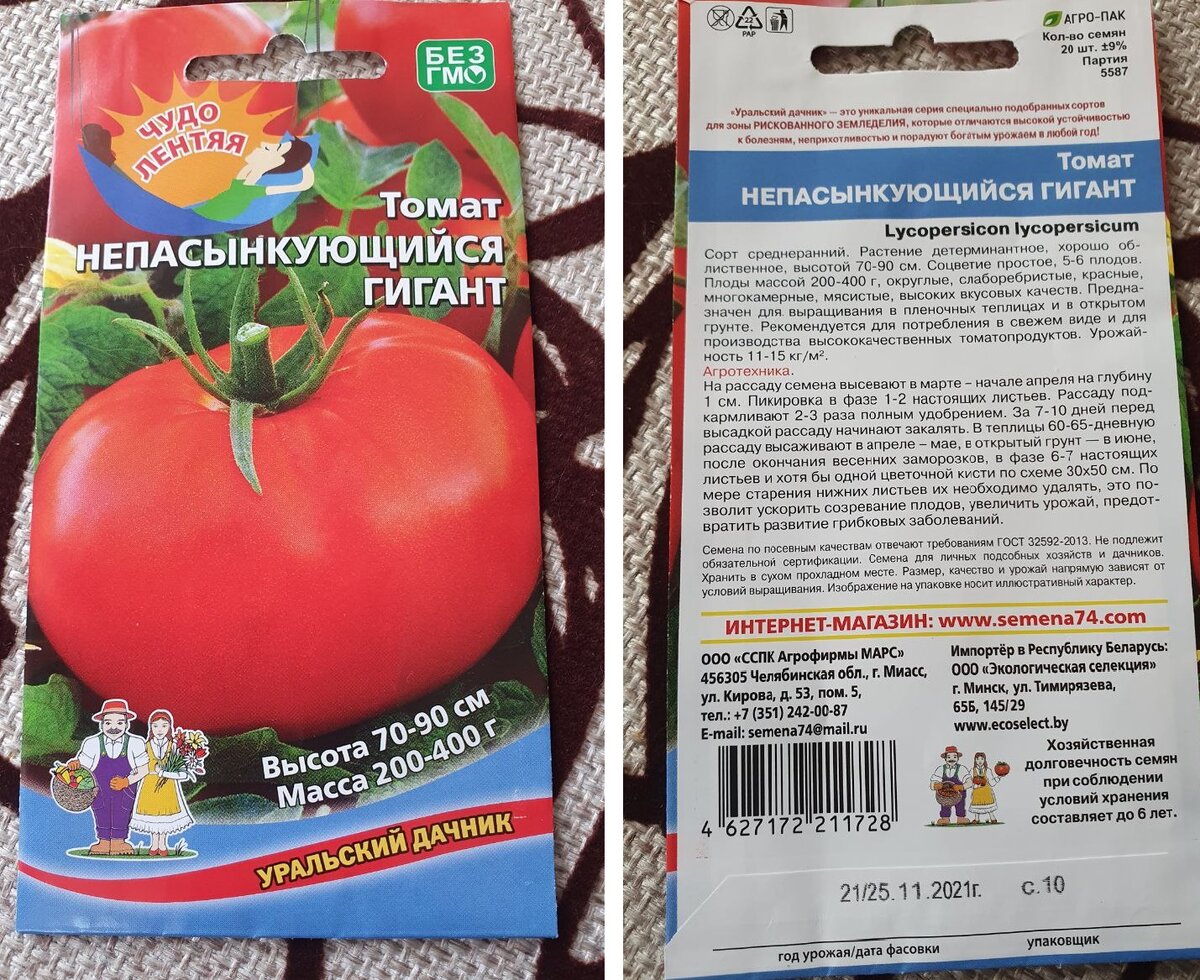 БЕЗ
ГМО
ЧУДО
ЛЕНТЯЯ
Томат
НЕПАСЫНКУЮЩИЙСЯ
ГИГАНТ
Высота 70-90 см
Масса 200-400 г
УРАЛЬСКИЙ ДАЧНИК
22
PAP
АГРО-ПАК
Кол-во семян
20 шт. ±9%
Партия
5587
«Уральский дачник» — это уникальная серия специально подобранных сортов
для зоны РИСКОВАННОГО ЗЕМЛЕДЕЛИЯ, которые отличаются высокой устойчивостью
к болезням, неприхотливостью и порадуют богатым урожаем в любой год!
Томат
НЕПАСЫНКУЮЩИЙСЯ ГИГАНТ
Lycopersicon lycopersicum
Сорт среднеранний. Растение детерминантное, хорошо об-
лиственное, высотой 70-90 см. Соцветие простое, 5-6 плодов.
Плоды массой 200-400 г, округлые, слаборебристые, красные,
многокамерные, мясистые, высоких вкусовых качеств. Предна-
значен для выращивания в пленочных теплицах и в открытом
грунте. Рекомендуется для потребления в свежем виде и для
производства высококачественных томатопродуктов. Урожай-
ность 11-15 кг/м².
Агротехника.
На рассаду семена высевают в марте – начале апреля на глубину
1 см. Пикировка в фазе 1-2 настоящих листьев. Рассаду под-
кармливают 2-3 раза полным удобрением. За 7-10 дней перед
высадкой рассаду начинают закалять. В теплицы 60-65-дневную
рассаду высаживают в апреле – мае, в открытый грунт — в июне,
после окончания весенних заморозков, в фазе 6-7 настоящих
листьев и хотя бы одной цветочной кисти по схеме 30х50 см. По
мере старения нижних листьев их необходимо удалять, это по-
зволит ускорить созревание плодов, увеличить урожай, предот-
вратить развитие грибковых заболеваний.
Семена по посевным качествам отвечают требованиям ГОСТ 32592-2013. Не подлежит
обязательной сертификации. Семена для личных подсобных хозяйств и дачников.
Хранить в сухом прохладном месте. Размер, качество и урожай напрямую зависят от
условий выращивания. Изображение на упаковке носит иллюстративный характер.
ИНТЕРНЕТ-МАГАЗИН: www.semena74.com
ООО «ССПК Агрофирмы МАРС»
456305 Челябинская обл., г. Миасс,
ул. Кирова, д. 53, пом. 5,
тел.: +7 (351) 242-00-87
E-mail: semena74@mail.ru
Импортёр в Республику Беларусь:
ООО «Экологическая селекция»
г. Минск, ул. Тимирязева,
65Б, 145/29
www.ecoselect.by
4 627172 211728
Хозяйственная
долговечность семян
при соблюдении
условий хранения
составляет до 6 лет.
21/25.11.2021г. с.10
год урожая/дата фасовки упаковщик